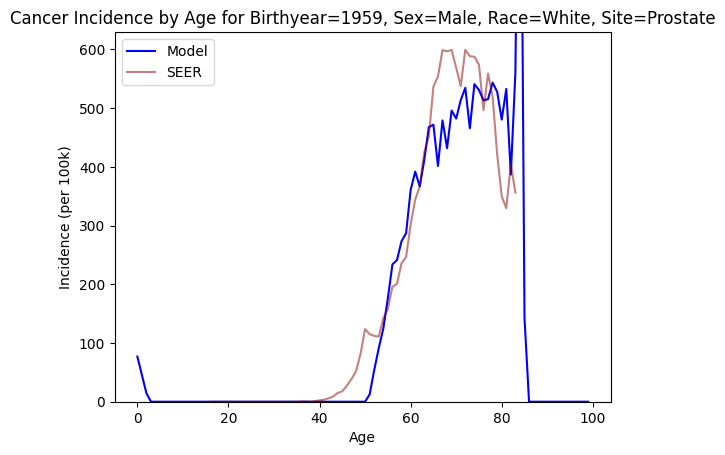 Cancer Incidence by Age for Birthyear=1959, Sex=Male, Race=White, Site=Prostate
Model
SEER
600
500
400
300
200
100
0
Incidence (per 100k)
0 20 40 60 80 100
Age